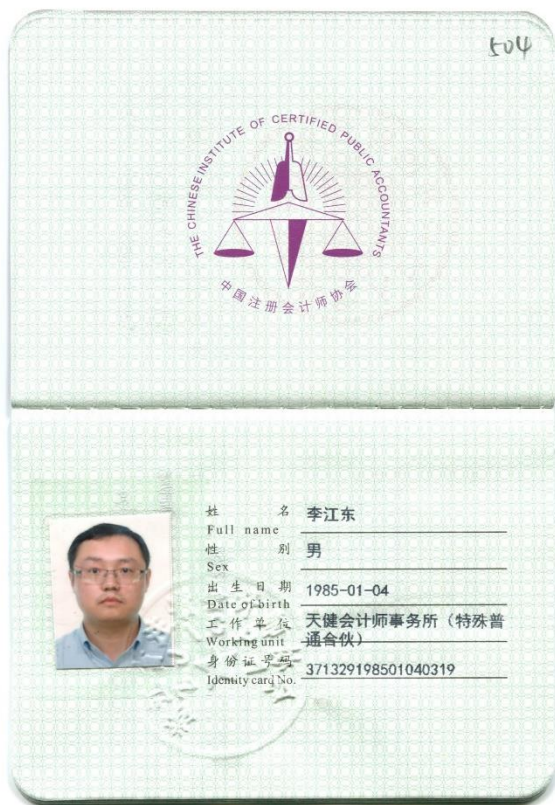 504
THE CHINESE INSTITUTE OF CERTIFIED PUBLIC ACCOUNTANTS
中国注册会计师协会
姓名 李江东
Full name
性别 男
Sex
出生日期 1985-01-04
Date of birth
工作单位 天健会计师事务所（特殊普
Working unit 通合伙）
身份证号码 371329198501040319
Identity card No.